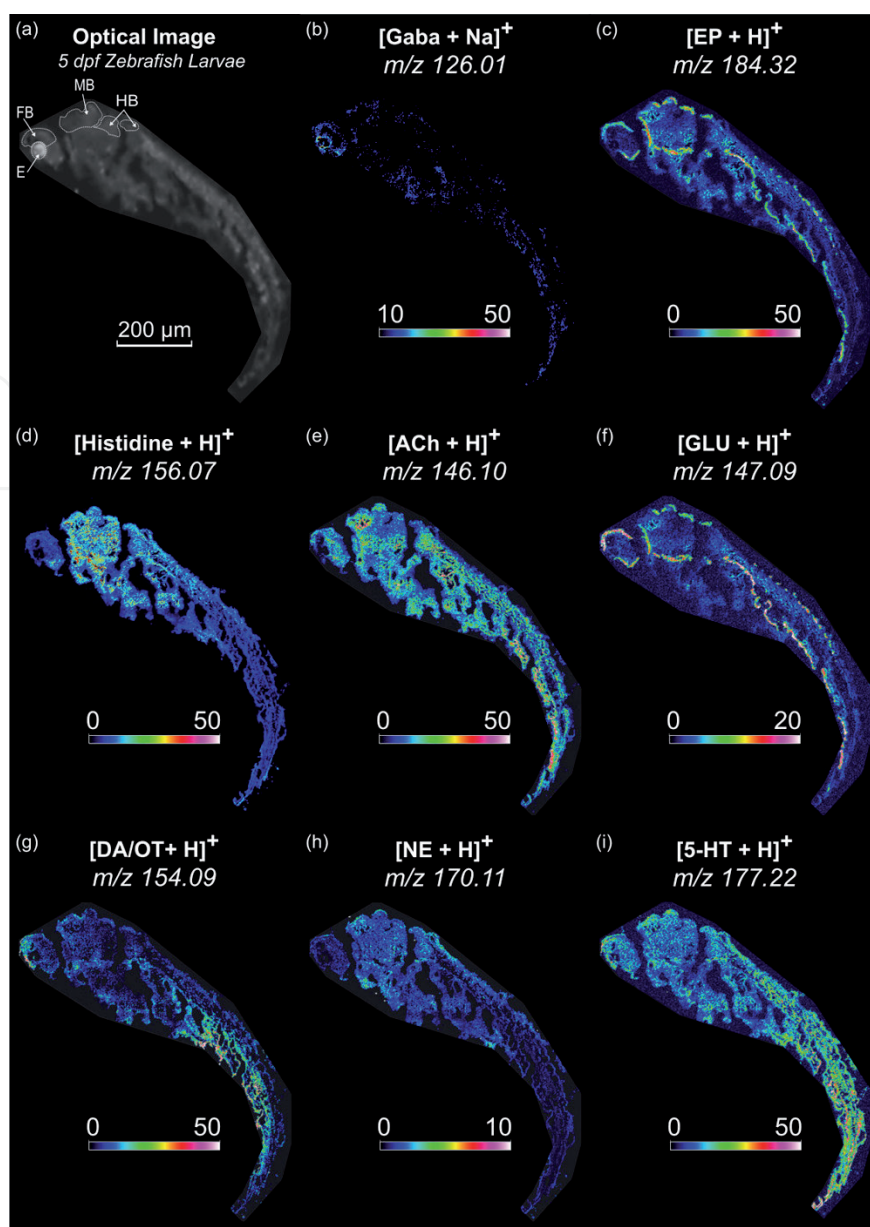 (a)
Optical Image
5 dpf Zebrafish Larvae
MB
HB
FB
E
200 μm
(b)
[Gaba + Na]+
m/z 126.01
10 50
(c)
[EP + H]+
m/z 184.32
0 50
(d)
[Histidine + H]+
m/z 156.07
0 50
(e)
[ACh + H]+
m/z 146.10
0 50
(f)
[GLU + H]+
m/z 147.09
0 20
(g)
[DA/OT+ H]+
m/z 154.09
0 50
(h)
[NE + H]+
m/z 170.11
0 10
(i)
[5-HT + H]+
m/z 177.22
0 50